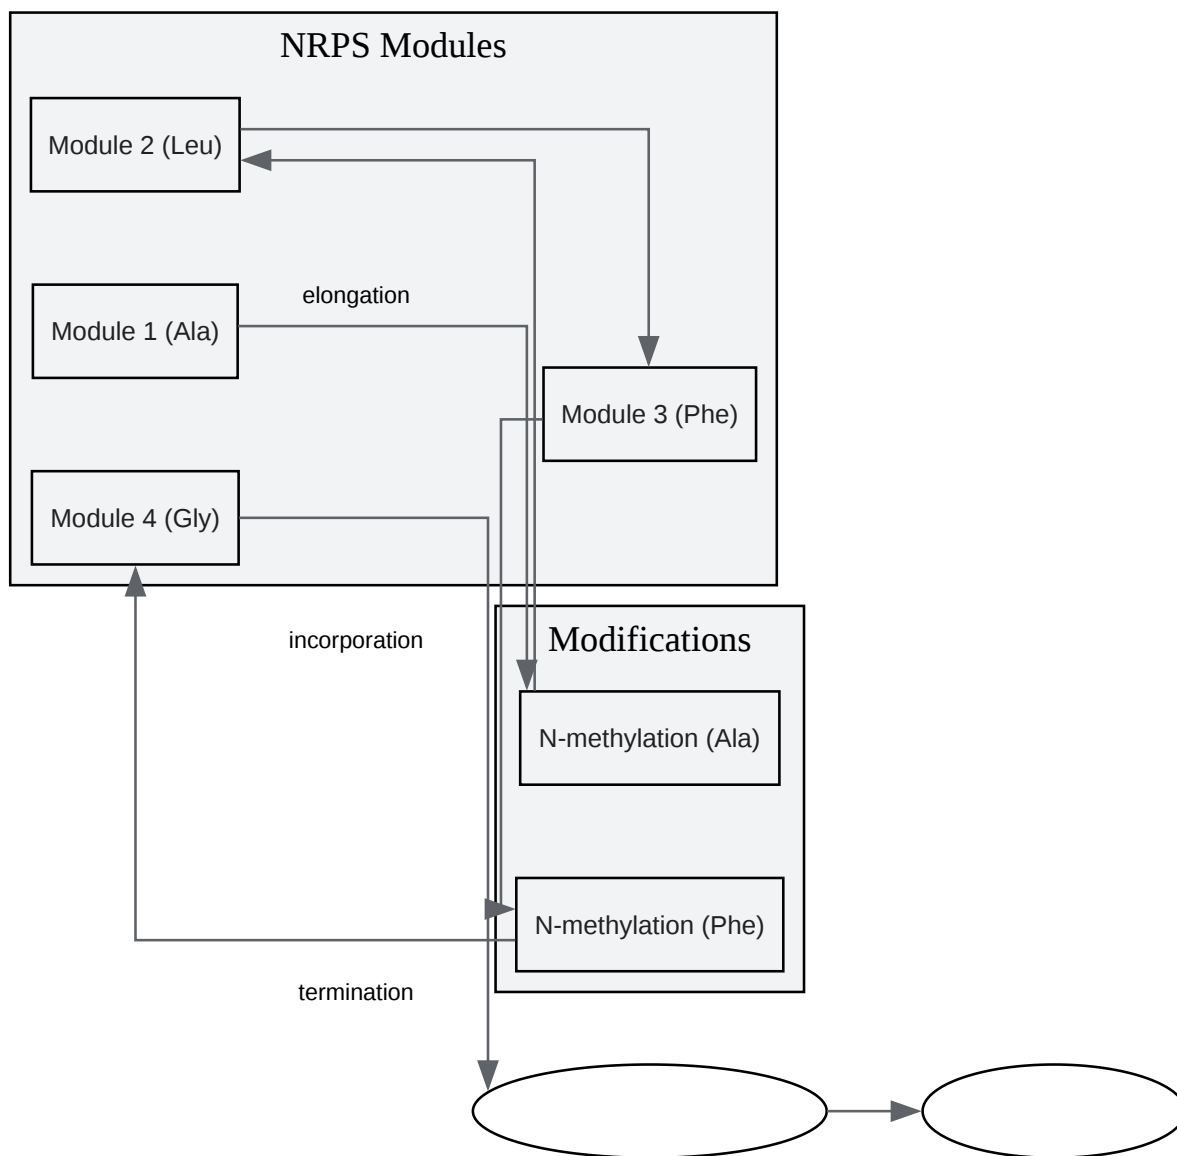 NRPS Modules
Module 2 (Leu)
elongation
Module 1 (Ala)
Module 3 (Phe)
Module 4 (Gly)
incorporation
Modifications
N-methylation (Ala)
N-methylation (Phe)
termination